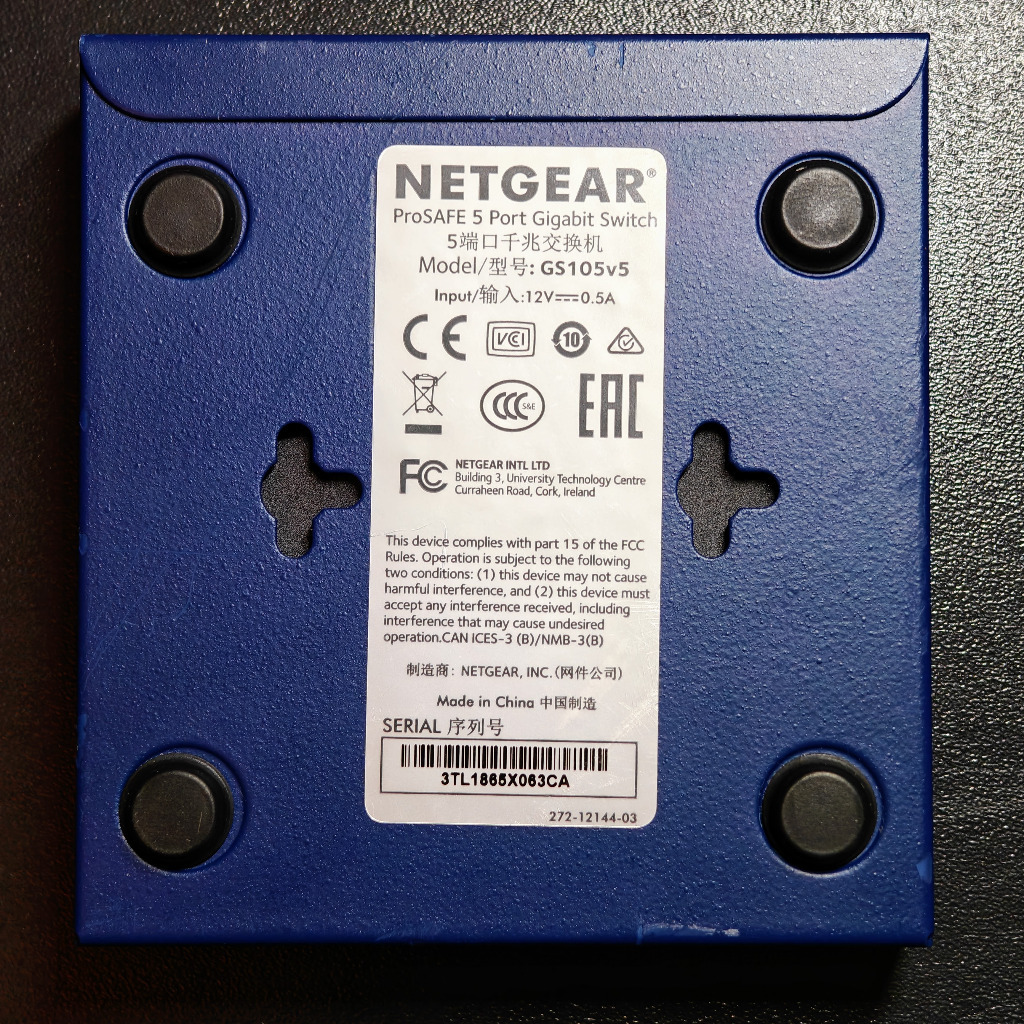 NETGEAR®
ProSAFE 5 Port Gigabit Switch
5端口千兆交换机
Model/型号: GS105v5
Input/输入:12V⎓0.5A
CE VCI 10
CCC S&E EAC
FC NETGEAR INTL LTD
Building 3, University Technology Centre
Curraheen Road, Cork, Ireland
This device complies with part 15 of the FCC
Rules. Operation is subject to the following
two conditions: (1) this device may not cause
harmful interference, and (2) this device must
accept any interference received, including
interference that may cause undesired
operation.CAN ICES-3 (B)/NMB-3(B)
制造商: NETGEAR, INC.(网件公司)
Made in China 中国制造
SERIAL 序列号
3TL1865X063CA
272-12144-03